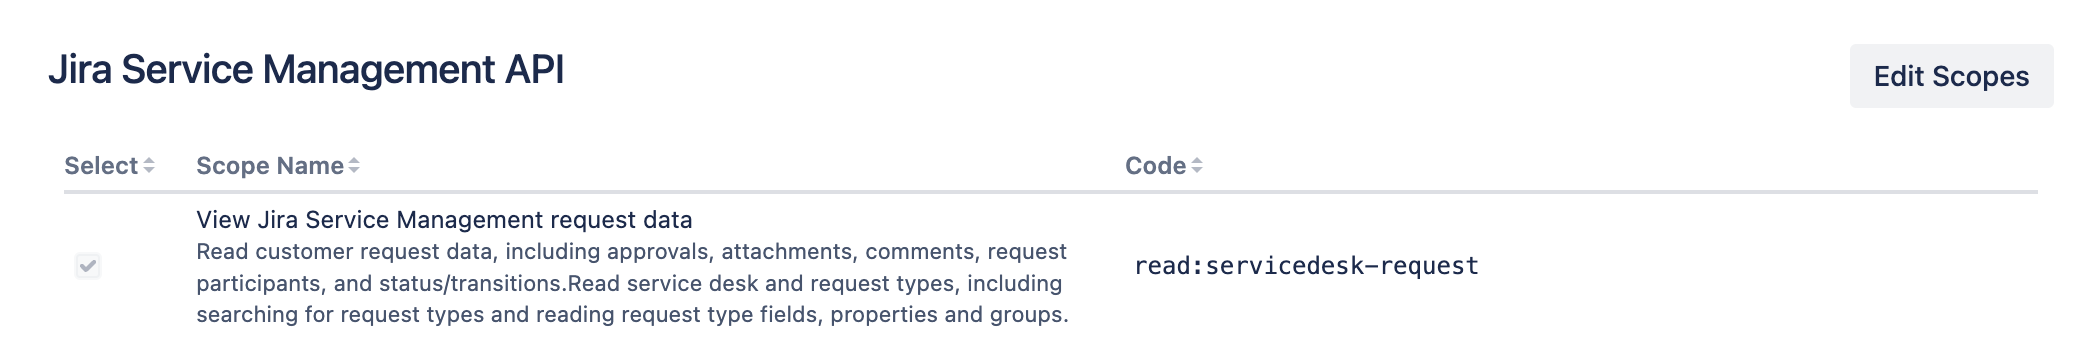 Jira Service Management API
Edit Scopes
Select Scope Name Code
View Jira Service Management request data
Read customer request data, including approvals, attachments, comments, request
participants, and status/transitions.Read service desk and request types, including
searching for request types and reading request type fields, properties and groups.
read:servicedesk-request